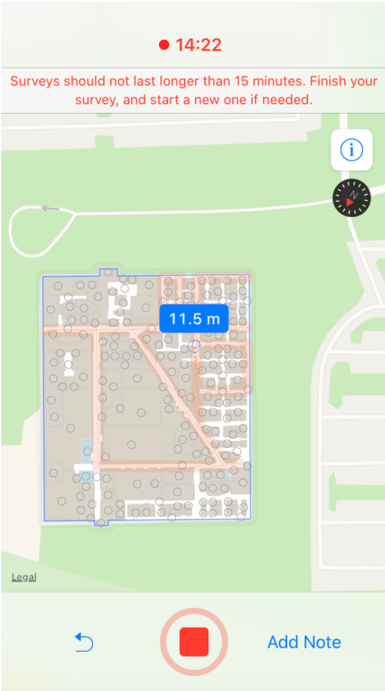 14:22
Surveys should not last longer than 15 minutes. Finish your
survey, and start a new one if needed.
N
11.5 m
Legal
Add Note